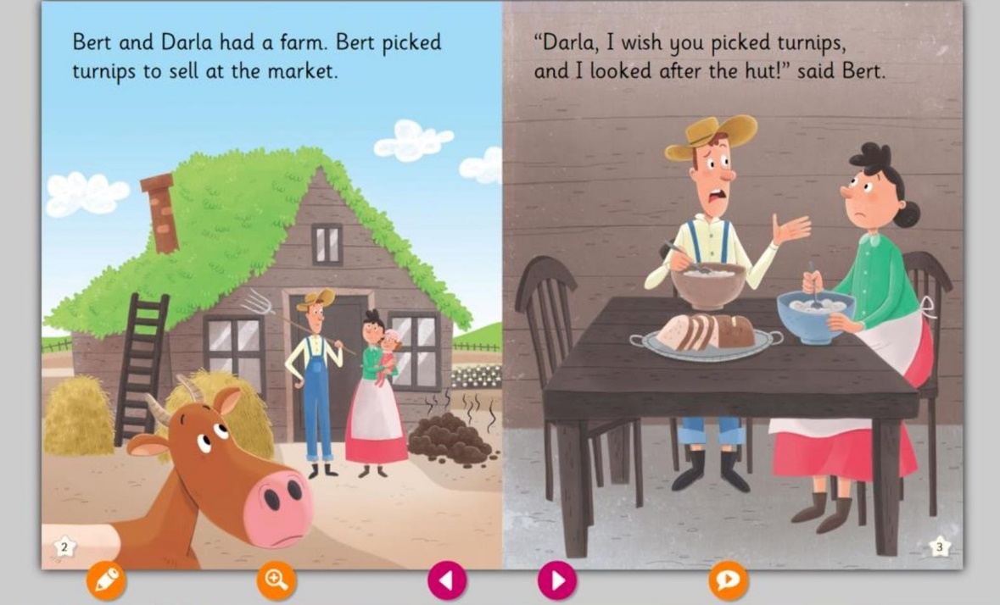 Bert and Darla had a farm. Bert picked
turnips to sell at the market.
2
“Darla, I wish you picked turnips,
and I looked after the hut!” said Bert.
3